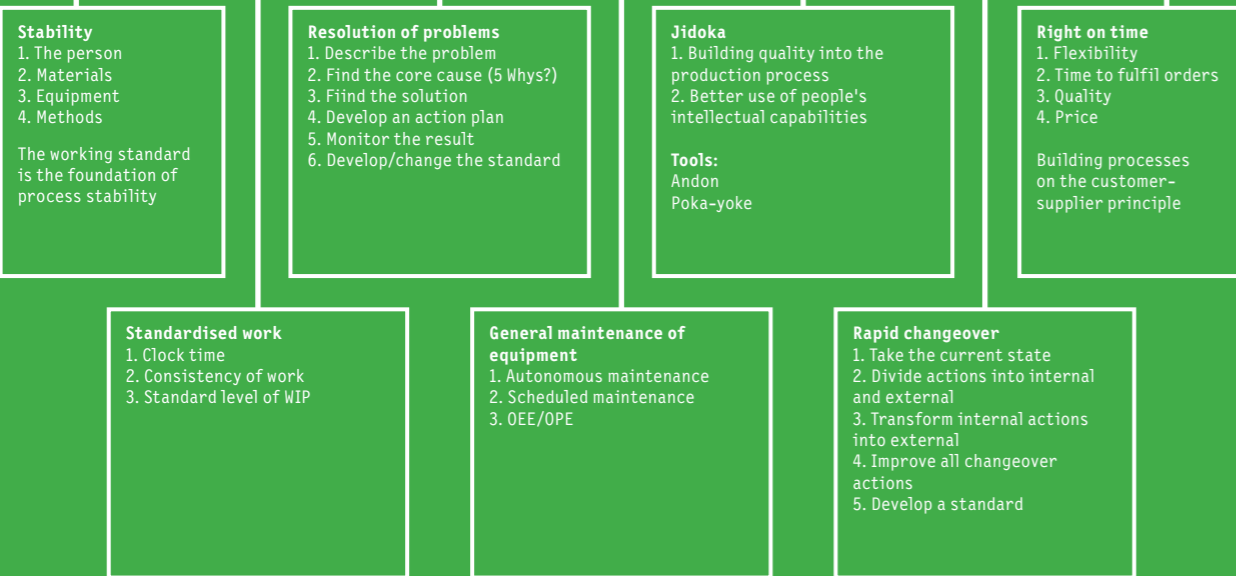 Stability
1. The person
2. Materials
3. Equipment
4. Methods
The working standard
is the foundation of
process stability
Resolution of problems
1. Describe the problem
2. Find the core cause (5 Whys?)
3. Fiind the solution
4. Develop an action plan
5. Monitor the result
6. Develop/change the standard
Jidoka
1. Building quality into the
production process
2. Better use of people's
intellectual capabilities
Tools:
Andon
Poka-yoke
Right on time
1. Flexibility
2. Time to fulfil orders
3. Quality
4. Price
Building processes
on the customer-
supplier principle
Standardised work
1. Clock time
2. Consistency of work
3. Standard level of WIP
General maintenance of
equipment
1. Autonomous maintenance
2. Scheduled maintenance
3. OEE/OPE
Rapid changeover
1. Take the current state
2. Divide actions into internal
and external
3. Transform internal actions
into external
4. Improve all changeover
actions
5. Develop a standard